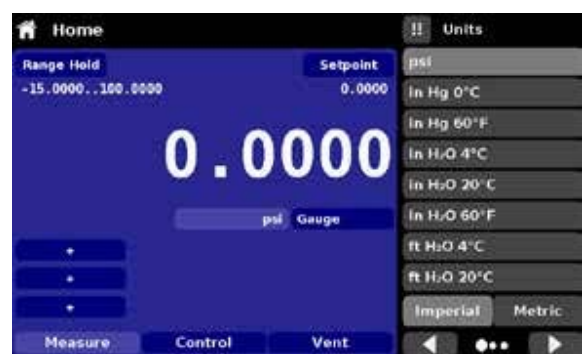 Home
Range Hold Setpoint
-15.0000..100.0000 0.0000
0.0000
psi Gauge
+
+
+
Measure Control Vent
!! Units
psi
in Hg 0°C
in Hg 60°F
in H₂O 4°C
in H₂O 20°C
in H₂O 60°F
ft H₂O 4°C
ft H₂O 20°C
Imperial Metric